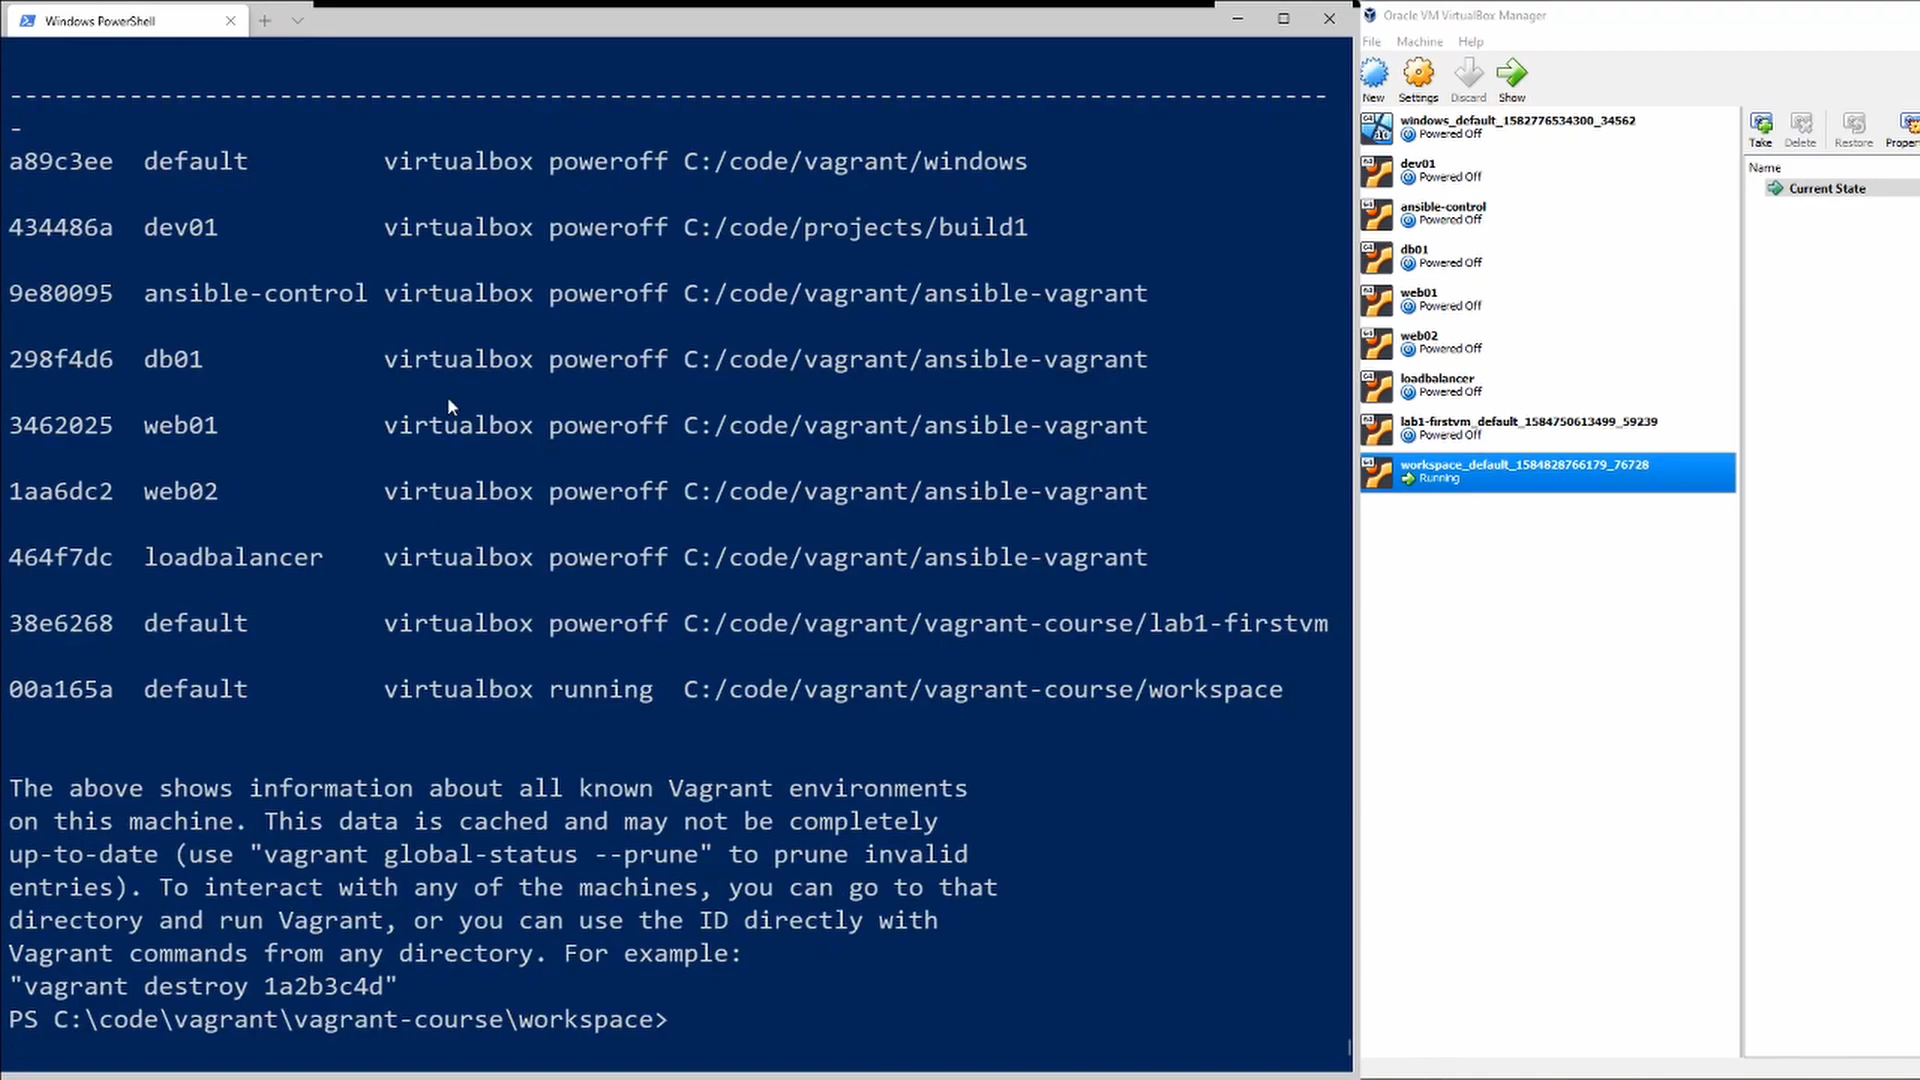 Windows PowerShell
--------------------------------------------------------------------------------
-
a89c3ee default virtualbox poweroff C:/code/vagrant/windows
434486a dev01 virtualbox poweroff C:/code/projects/build1
9e80095 ansible-control virtualbox poweroff C:/code/vagrant/ansible-vagrant
298f4d6 db01 virtualbox poweroff C:/code/vagrant/ansible-vagrant
3462025 web01 virtualbox poweroff C:/code/vagrant/ansible-vagrant
1aa6dc2 web02 virtualbox poweroff C:/code/vagrant/ansible-vagrant
464f7dc loadbalancer virtualbox poweroff C:/code/vagrant/ansible-vagrant
38e6268 default virtualbox poweroff C:/code/vagrant/vagrant-course/lab1-firstvm
00a165a default virtualbox running C:/code/vagrant/vagrant-course/workspace
The above shows information about all known Vagrant environments
on this machine. This data is cached and may not be completely
up-to-date (use "vagrant global-status --prune" to prune invalid
entries). To interact with any of the machines, you can go to that
directory and run Vagrant, or you can use the ID directly with
Vagrant commands from any directory. For example:
"vagrant destroy 1a2b3c4d"
PS C:\code\vagrant\vagrant-course\workspace>
Oracle VM VirtualBox Manager
File Machine Help
New Settings Discard Show
windows_default_1582776534300_34562
Powered Off
dev01
Powered Off
ansible-control
Powered Off
db01
Powered Off
web01
Powered Off
web02
Powered Off
loadbalancer
Powered Off
lab1-firstvm_default_1584750613499_59239
Powered Off
workspace_default_1584828766179_76728
Running
Take Delete Restore Proper
Name
Current State